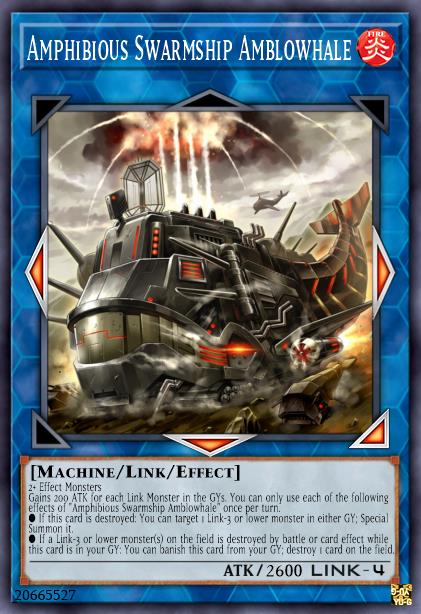 AMPHIBIOUS SWARMSHIP AMBLOWHALE
FIRE
炎
[MACHINE/LINK/EFFECT]
2+ Effect Monsters
Gains 200 ATK for each Link Monster in the GYs. You can only use each of the following
effects of "Amphibious Swarmship Amblowhale" once per turn.
● If this card is destroyed: You can target 1 Link-3 or lower monster in either GY; Special
Summon it.
● If a Link-3 or lower monster(s) on the field is destroyed by battle or card effect while
this card is in your GY: You can banish this card from your GY; destroy 1 card on the field.
ATK/2600 LINK-4
20665527